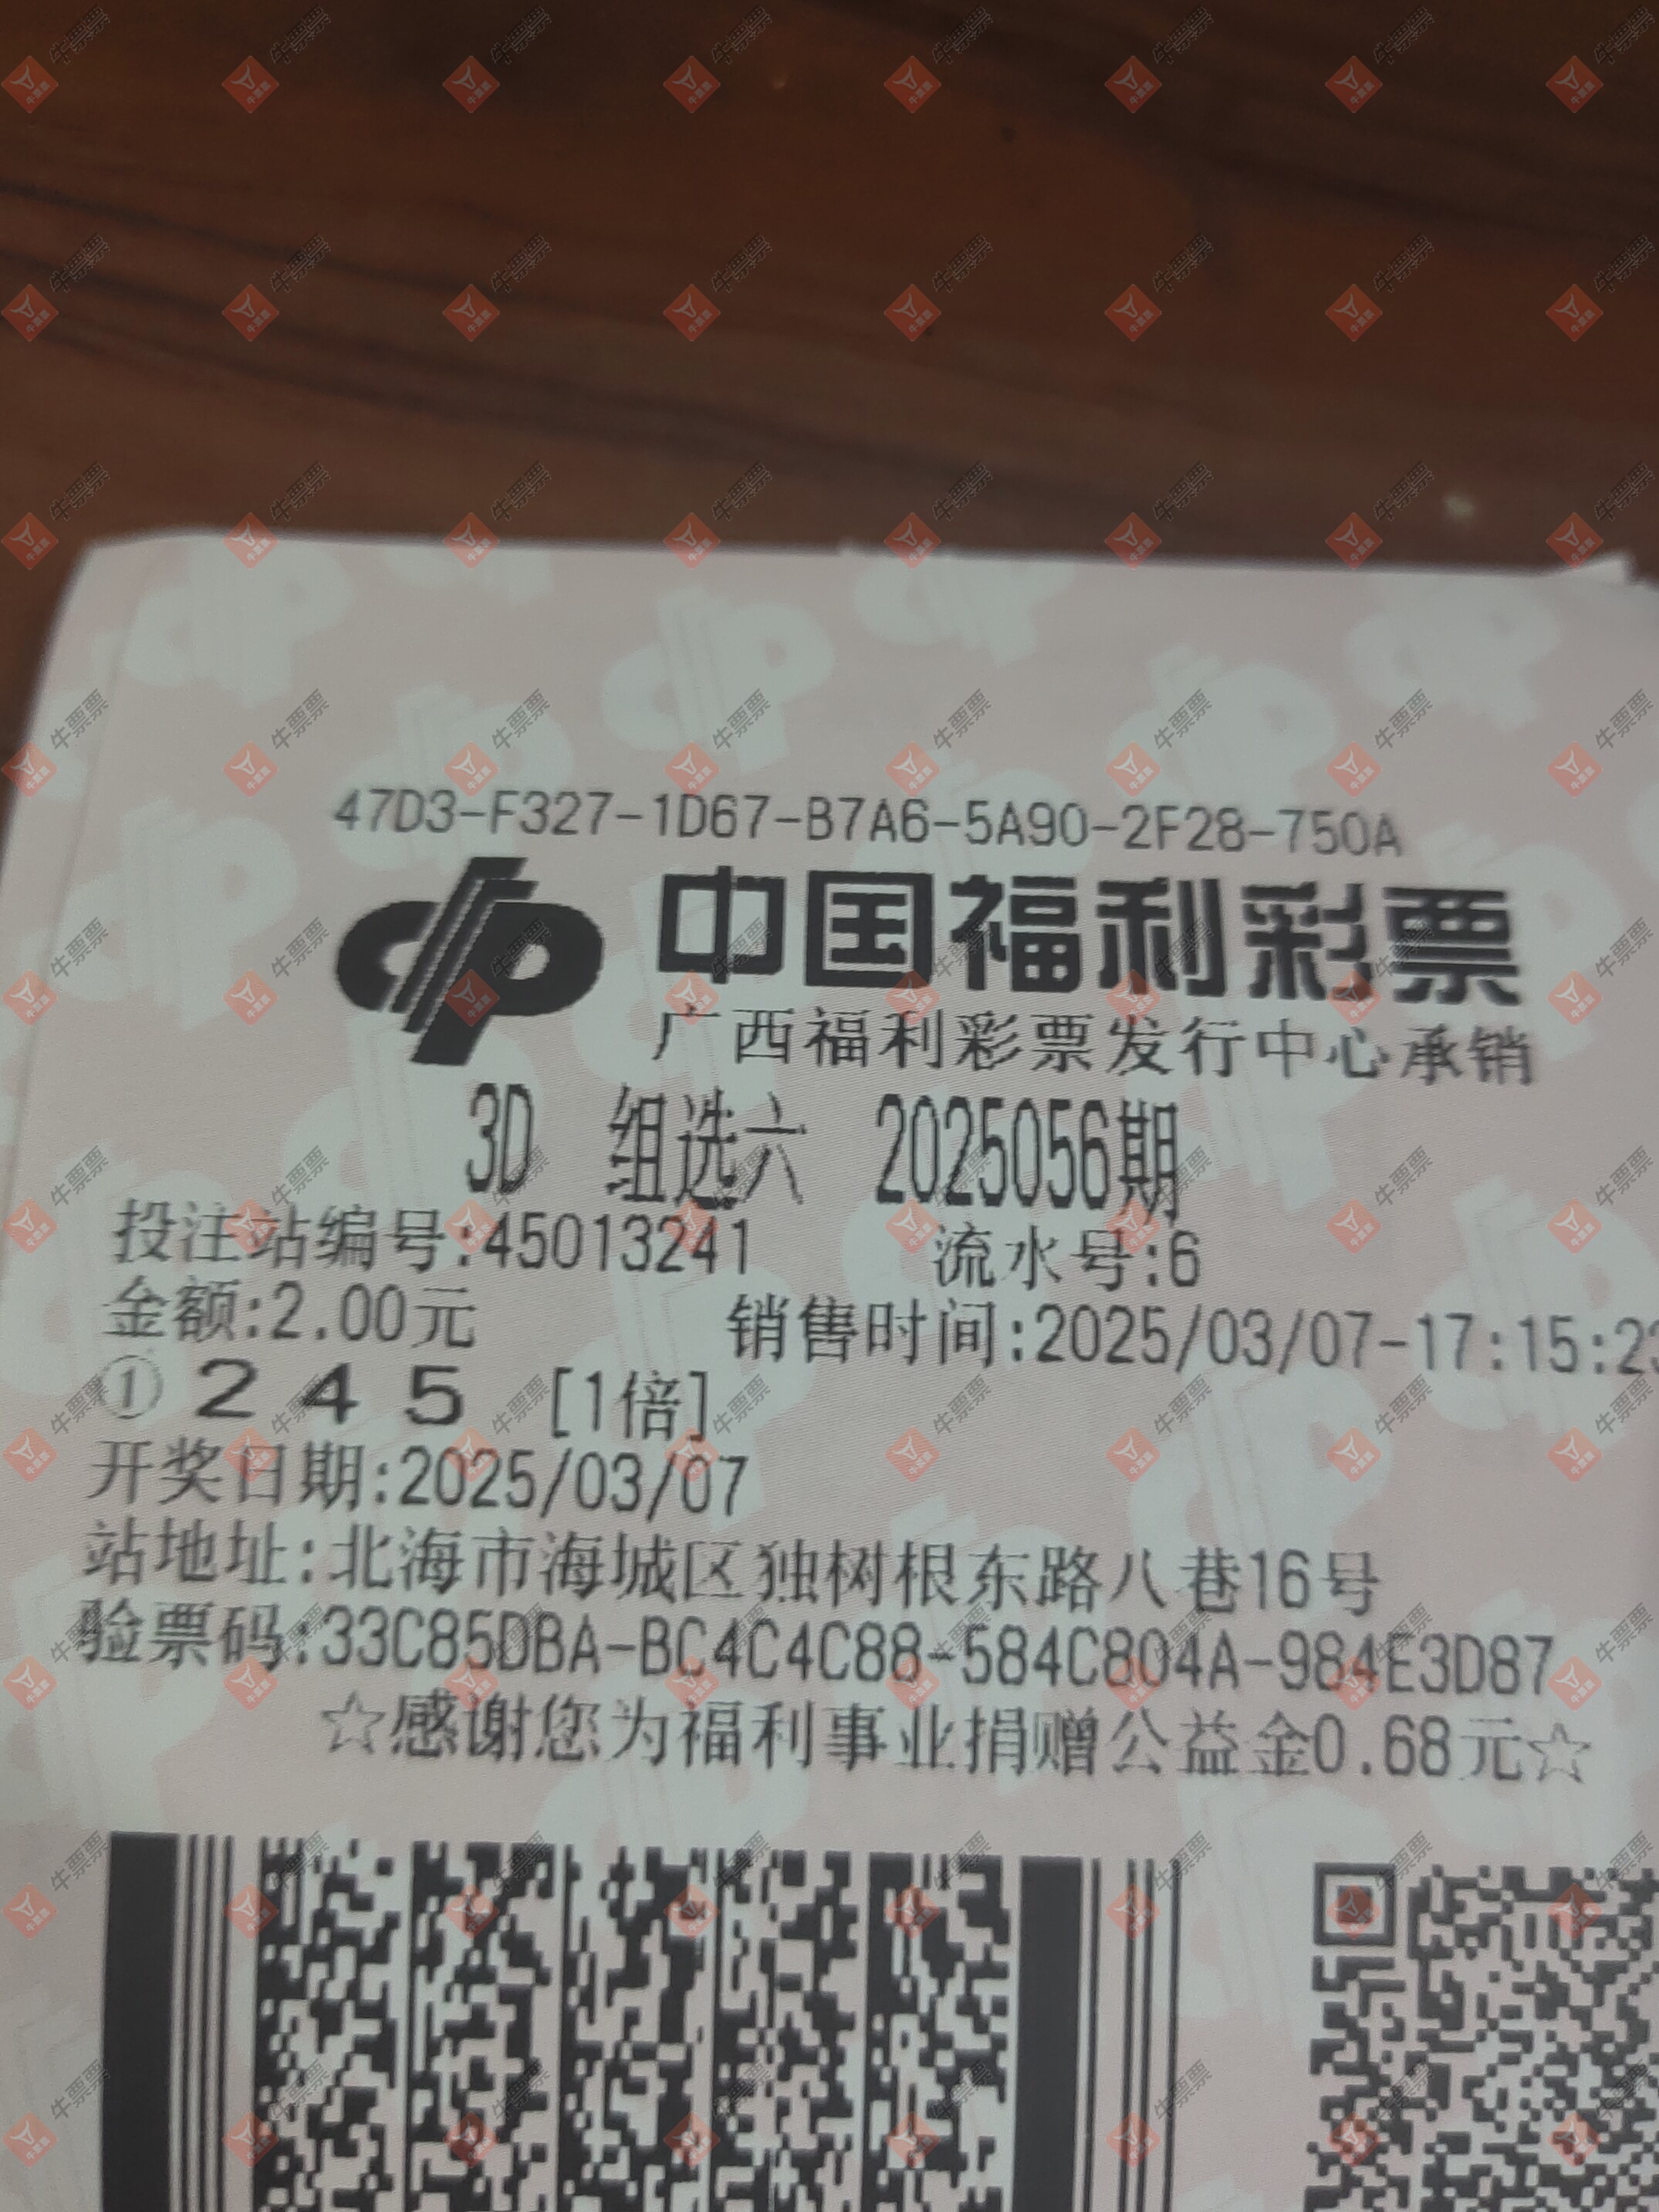 47D3-F327-1D67-B7A6-5A90-2F28-750A
中国福利彩票
广西福利彩票发行中心承销
3D 组选六 2025056期
投注站编号:45013241 流水号:6
金额:2.00元 销售时间:2025/03/07-17:15:23
① 2 4 5 [1倍]
开奖日期:2025/03/07
站地址:北海市海城区独树根东路八巷16号
验票码:33C85DBA-BC4C4C88-584C804A-984E3D87
☆感谢您为福利事业捐赠公益金0.68元☆
牛票票